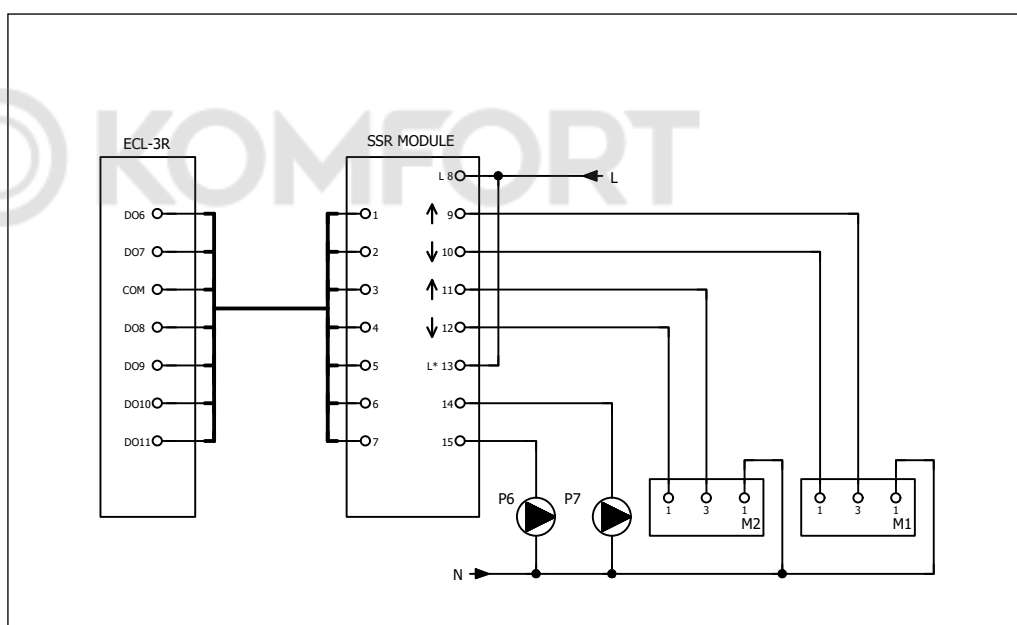 KOMFORT
ECL-3R
SSR MODULE
L 8
L
DO6
1
9
DO7
2
10
COM
3
11
DO8
4
12
DO9
5
L* 13
DO10
6
14
DO11
7
15
P6
P7
1
3
1
M2
1
3
1
M1
N